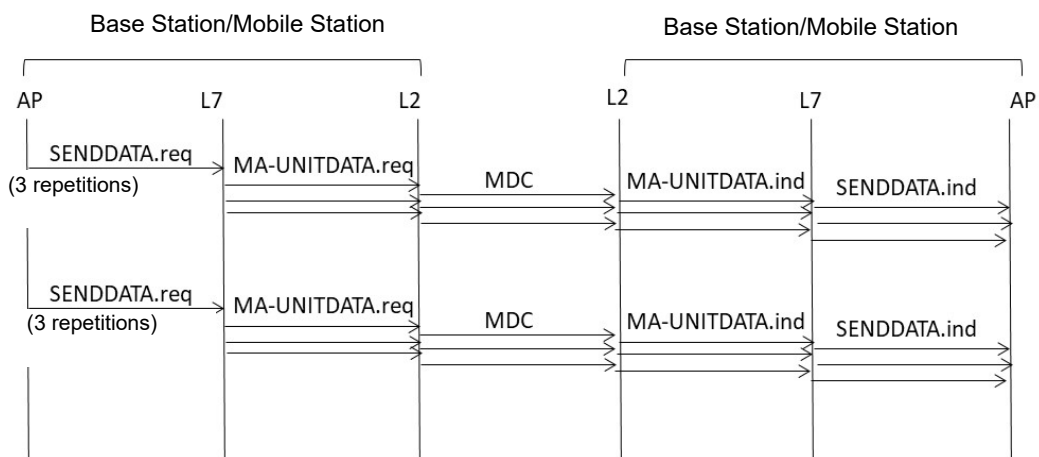 Base Station/Mobile Station
Base Station/Mobile Station
AP
L7
L2
L2
L7
AP
SENDDATA.req
MA-UNITDATA.req
MDC
MA-UNITDATA.ind
SENDDATA.ind
(3 repetitions)
SENDDATA.req
MA-UNITDATA.req
MDC
MA-UNITDATA.ind
SENDDATA.ind
(3 repetitions)